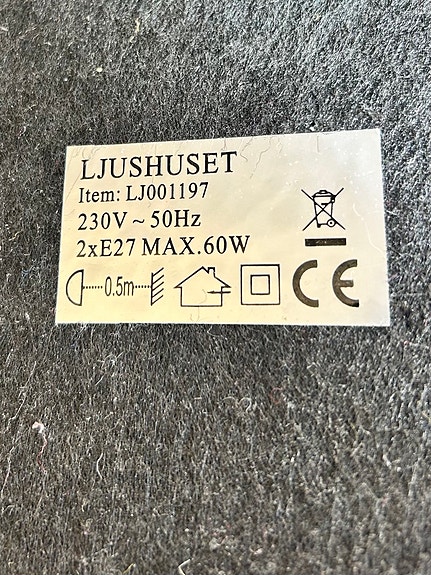 LJUSHUSET
Item: LJ001197
230V ~ 50Hz
2xE27 MAX.60W
0.5m
CE